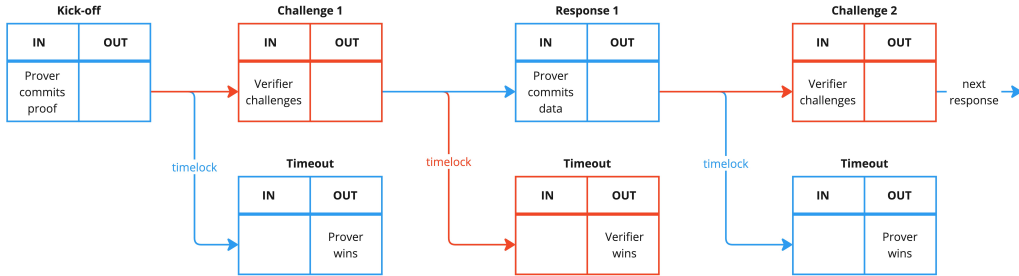 Kick-off
IN OUT
Prover
commits
proof
Challenge 1
IN OUT
Verifier
challenges
Response 1
IN OUT
Prover
commits
data
Challenge 2
IN OUT
Verifier
challenges
next
response
timelock
Timeout
IN OUT
Prover
wins
timelock
Timeout
IN OUT
Verifier
wins
timelock
Timeout
IN OUT
Prover
wins